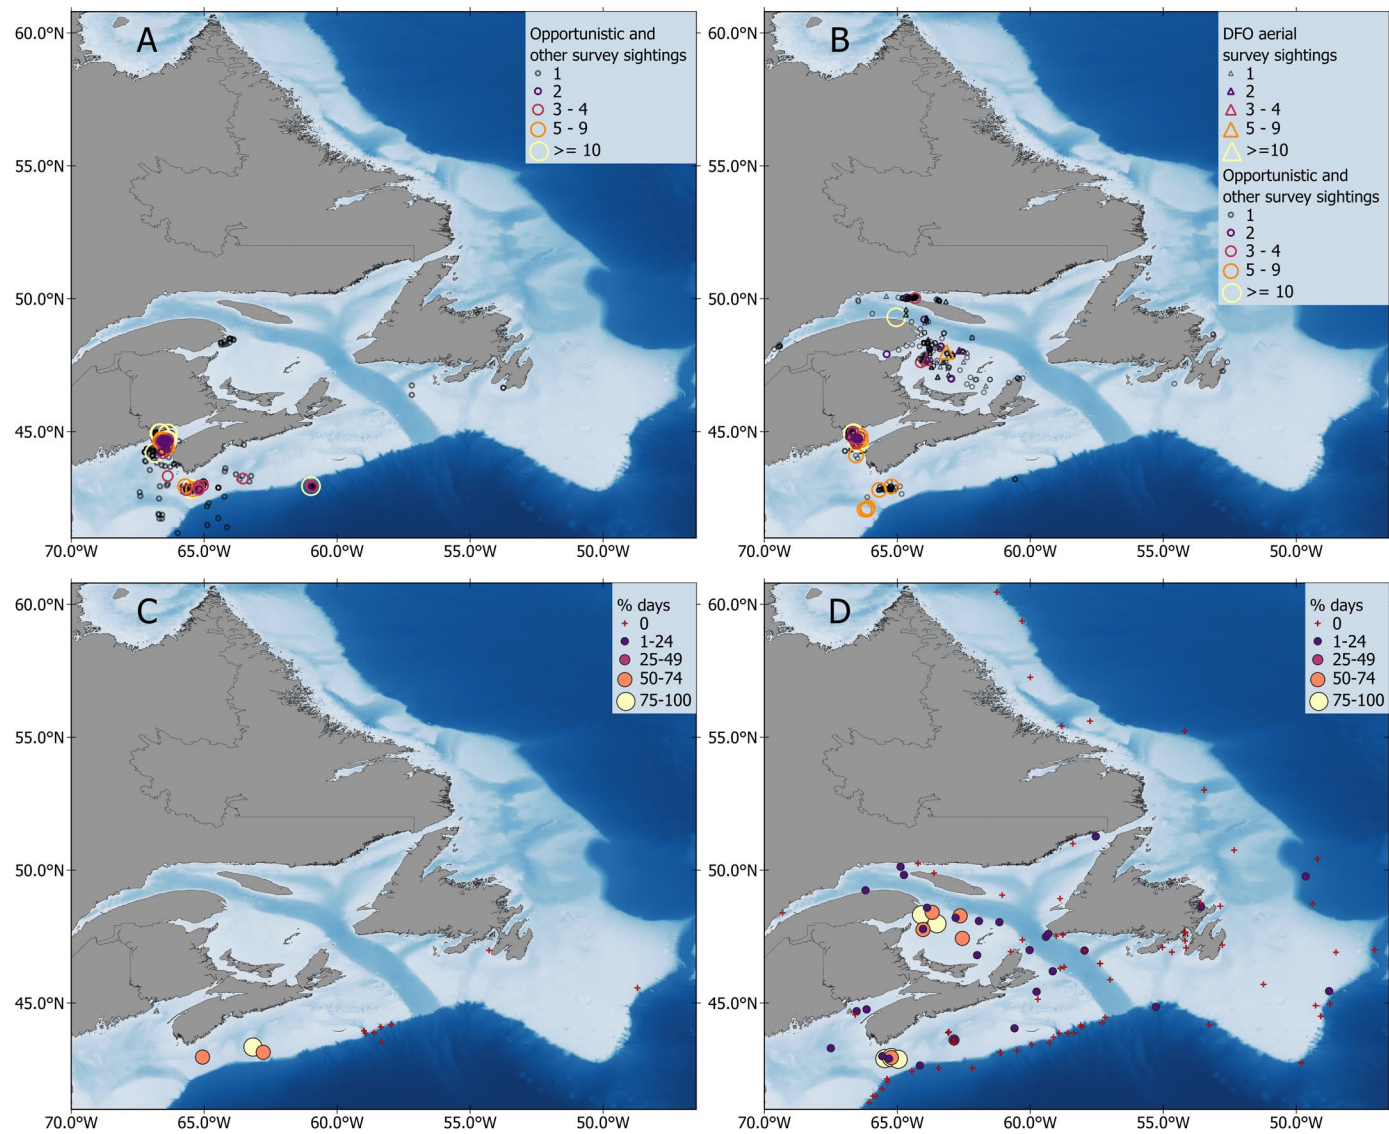 A
60.0°N
55.0°N
50.0°N
45.0°N
70.0°W
65.0°W
60.0°W
55.0°W
50.0°W
Opportunistic and
other survey sightings
1
2
3 - 4
5 - 9
>= 10
B
60.0°N
55.0°N
50.0°N
45.0°N
70.0°W
65.0°W
60.0°W
55.0°W
50.0°W
DFO aerial
survey sightings
1
2
3 - 4
5 - 9
>=10
Opportunistic and
other survey sightings
1
2
3 - 4
5 - 9
>= 10
C
60.0°N
55.0°N
50.0°N
45.0°N
70.0°W
65.0°W
60.0°W
55.0°W
50.0°W
% days
0
1-24
25-49
50-74
75-100
D
60.0°N
55.0°N
50.0°N
45.0°N
70.0°W
65.0°W
60.0°W
55.0°W
50.0°W
% days
0
1-24
25-49
50-74
75-100